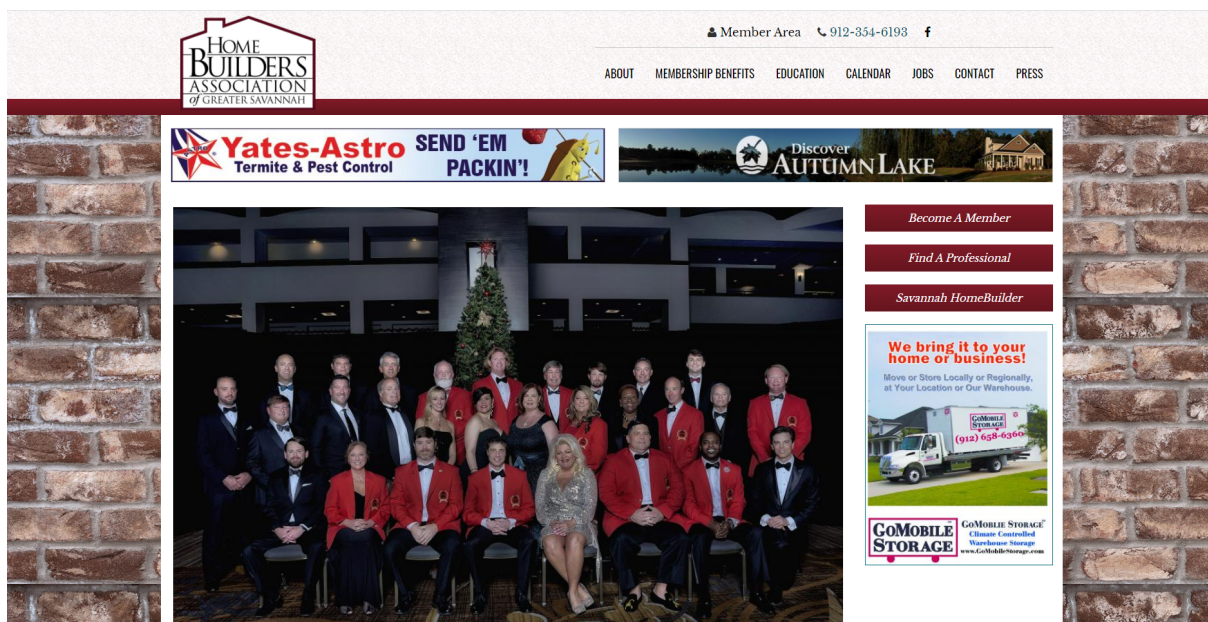 HOME
BUILDERS
ASSOCIATION
of GREATER SAVANNAH
Member Area 912-354-6193 f
ABOUT MEMBERSHIP BENEFITS EDUCATION CALENDAR JOBS CONTACT PRESS
Yates-Astro
Termite & Pest Control
SEND 'EM
PACKIN'!
Discover
AUTUMN LAKE
Become A Member
Find A Professional
Savannah HomeBuilder
We bring it to your
home or business!
Move or Store Locally or Regionally,
at Your Location or Our Warehouse.
GOMOBILE
STORAGE
(912) 658-6360
GOMOBILE
STORAGE
GOMOBLIE STORAGE™
Climate Controlled
Warehouse Storage
www.GoMobileStorage.com